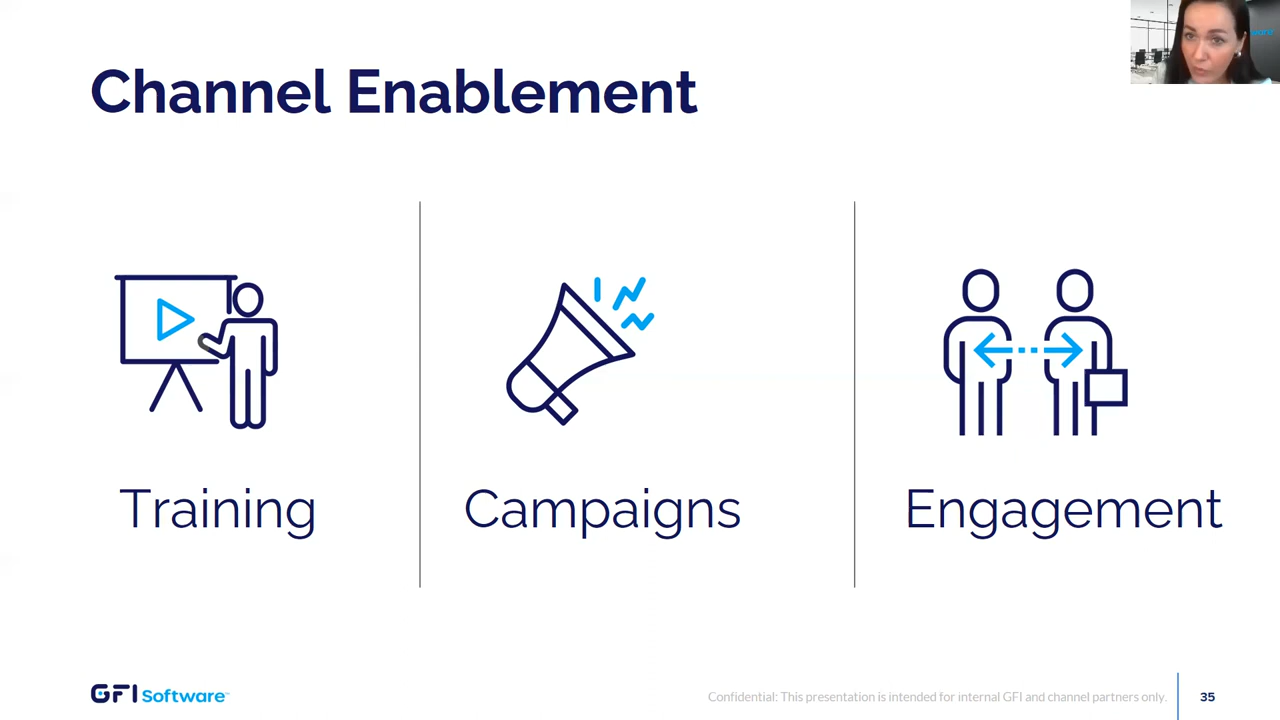 Channel Enablement
Training
Campaigns
Engagement
GFI Software™
Confidential: This presentation is intended for internal GFI and channel partners only.
35